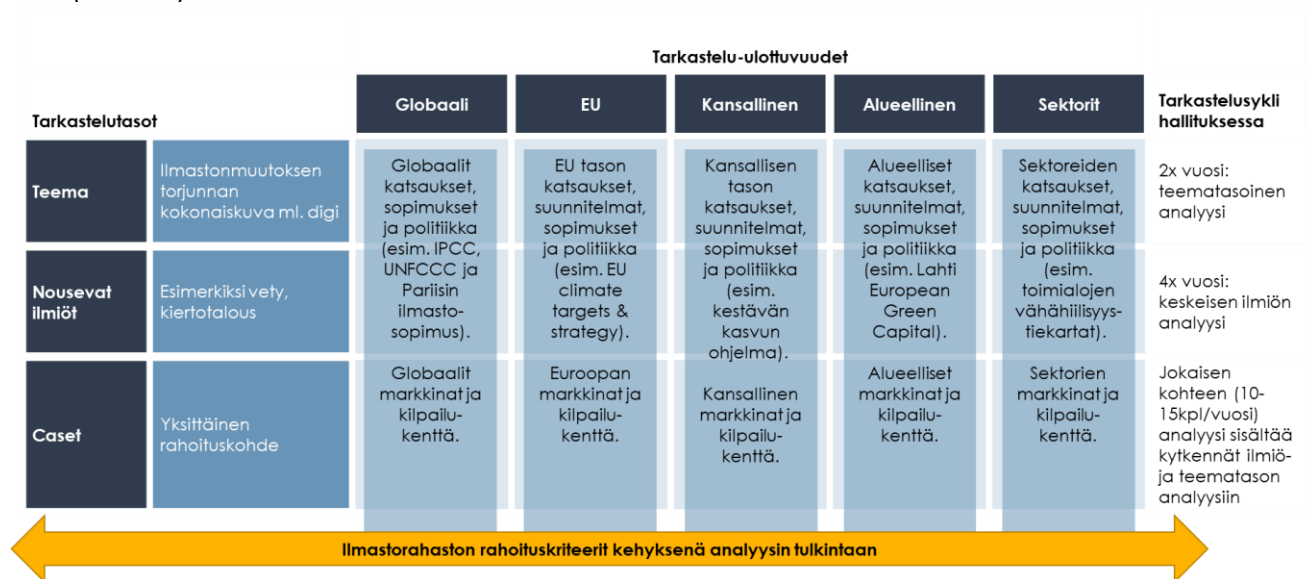 Tarkastelu-ulottuvuudet
Tarkastelutasot
Globaali
EU
Kansallinen
Alueellinen
Sektorit
Tarkastelusykli
hallituksessa
Teema
Ilmastonmuutoksen
torjunnan
kokonaiskuva ml. digi
Globaalit
katsaukset,
sopimukset
ja politiikka
(esim. IPCC,
UNFCCC ja
Pariisin
ilmasto-
sopimus).
EU tason
katsaukset,
suunnitelmat,
sopimukset
ja politiikka
(esim. EU
climate
targets &
strategy).
Kansallisen
tason
katsaukset,
suunnitelmat,
sopimukset
ja politiikka
(esim.
kestävän
kasvun
ohjelma).
Alueelliset
katsaukset,
suunnitelmat,
sopimukset
ja politiikka
(esim. Lahti
European
Green
Capital).
Sektoreiden
katsaukset,
suunnitelmat,
sopimukset
ja politiikka
(esim.
toimialojen
vähähiilisyys-
tiekartat).
2x vuosi:
teematasoinen
analyysi
Nousevat
ilmiöt
Esimerkiksi vety,
kiertotalous
4x vuosi:
keskeisen ilmiön
analyysi
Caset
Yksittäinen
rahoituskohde
Globaalit
markkinat ja
kilpailu-
kenttä.
Euroopan
markkinat ja
kilpailu-
kenttä.
Kansallinen
markkinat ja
kilpailu-
kenttä.
Alueelliset
markkinat ja
kilpailu-
kenttä.
Sektorien
markkinat ja
kilpailu-
kenttä.
Jokaisen
kohteen (10-
15kpl/vuosi)
analyysi sisältää
kytkennät ilmiö-
ja teematason
analyysiin
Ilmastorahaston rahoituskriteerit kehyksenä analyysin tulkintaan